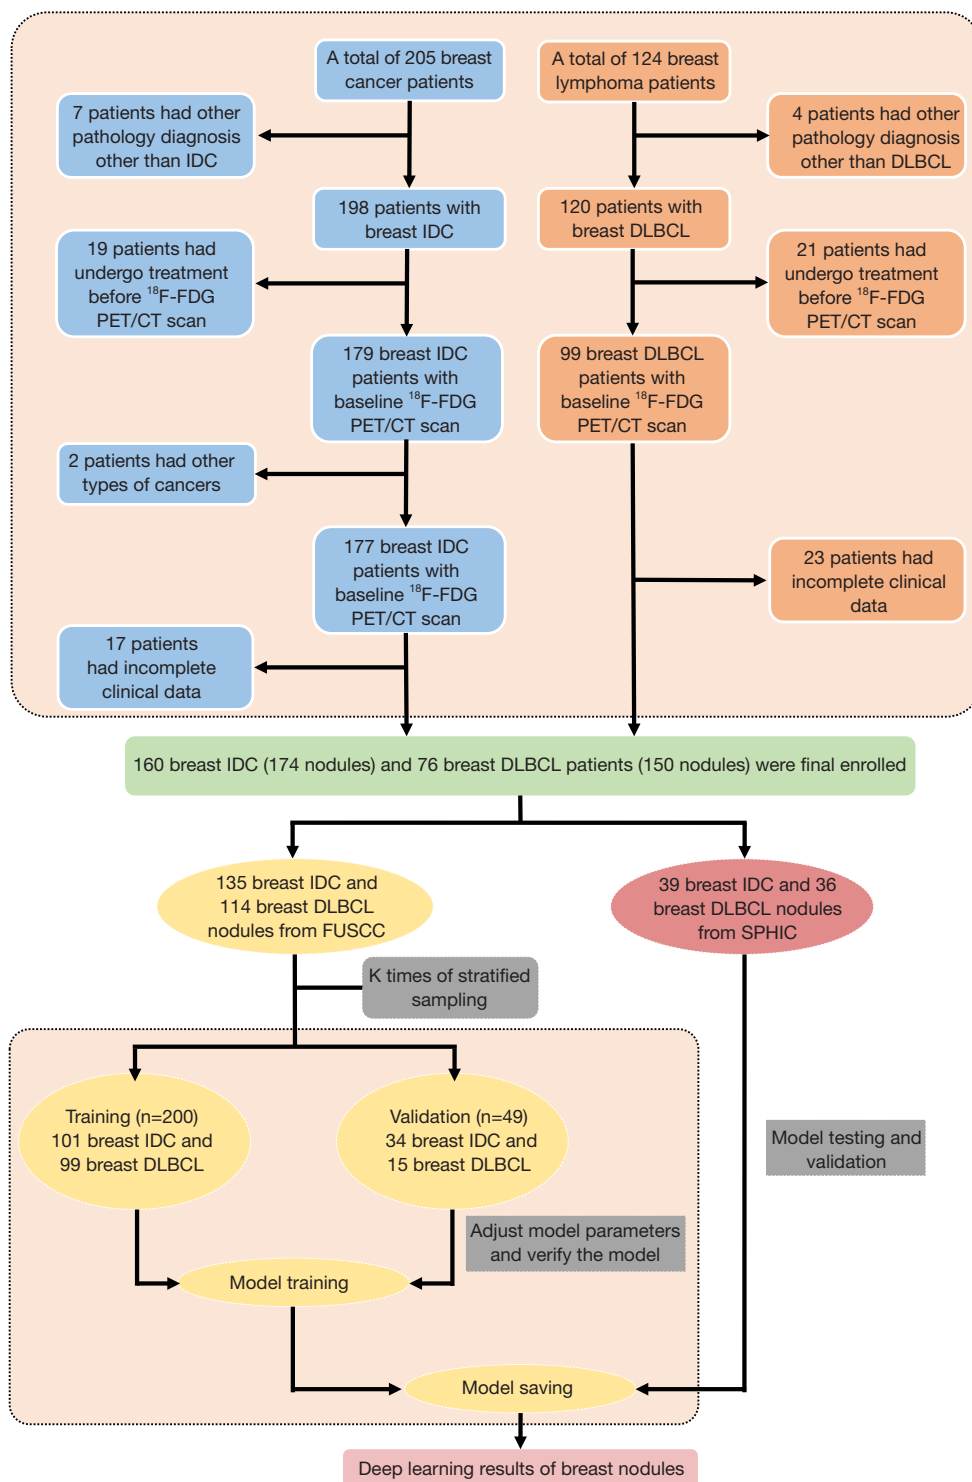 A total of 205 breast
cancer patients
A total of 124 breast
lymphoma patients
7 patients had other
pathology diagnosis
other than IDC
4 patients had other
pathology diagnosis
other than DLBCL
198 patients with
breast IDC
120 patients with
breast DLBCL
19 patients had
undergo treatment
before ¹⁸F-FDG
PET/CT scan
21 patients had
undergo treatment
before ¹⁸F-FDG
PET/CT scan
179 breast IDC
patients with
baseline ¹⁸F-FDG
PET/CT scan
99 breast DLBCL
patients with
baseline ¹⁸F-FDG
PET/CT scan
2 patients had other
types of cancers
177 breast IDC
patients with
baseline ¹⁸F-FDG
PET/CT scan
23 patients had
incomplete clinical
data
17 patients
had incomplete
clinical data
160 breast IDC (174 nodules) and 76 breast DLBCL patients (150 nodules) were final enrolled
135 breast IDC and
114 breast DLBCL
nodules from FUSCC
39 breast IDC and 36
breast DLBCL nodules
from SPHIC
K times of stratified
sampling
Training (n=200)
101 breast IDC and
99 breast DLBCL
Validation (n=49)
34 breast IDC and
15 breast DLBCL
Model testing and
validation
Adjust model parameters
and verify the model
Model training
Model saving
Deep learning results of breast nodules